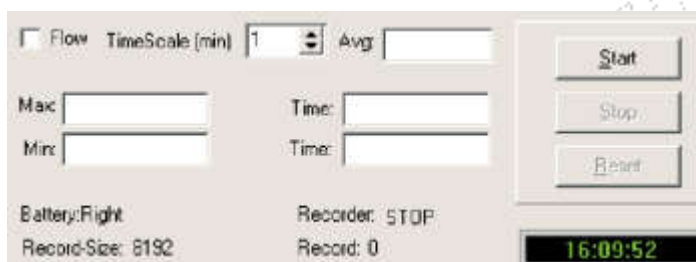 Flow TimeScale (min) 1 Avg:
Start
Max: Time:
Stop
Min: Time:
Reset
Battery:Right Recorder: STOP
Record-Size: 8192 Record: 0
16:09:52